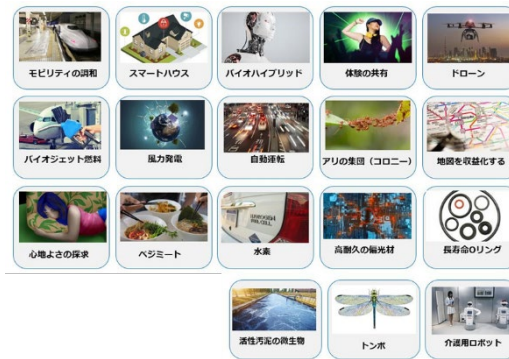 モビリティの調和
スマートハウス
バイオハイブリッド
体験の共有
ドローン
バイオジェット燃料
風力発電
自動運転
アリの集団（コロニー）
地図を収益化する
心地よさの探求
ベジミート
水素
高耐久の偏光材
長寿命Oリング
活性汚泥の微生物
トンボ
介護用ロボット